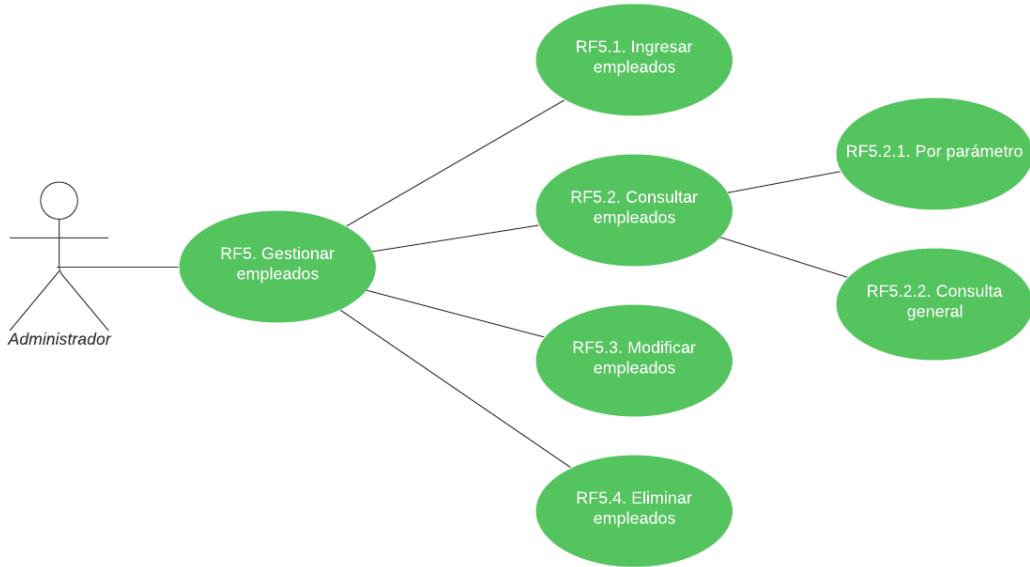 RF5.1. Ingresar
empleados
RF5.2.1. Por parámetro
RF5.2. Consultar
empleados
RF5. Gestionar
empleados
RF5.2.2. Consulta
general
Administrador
RF5.3. Modificar
empleados
RF5.4. Eliminar
empleados